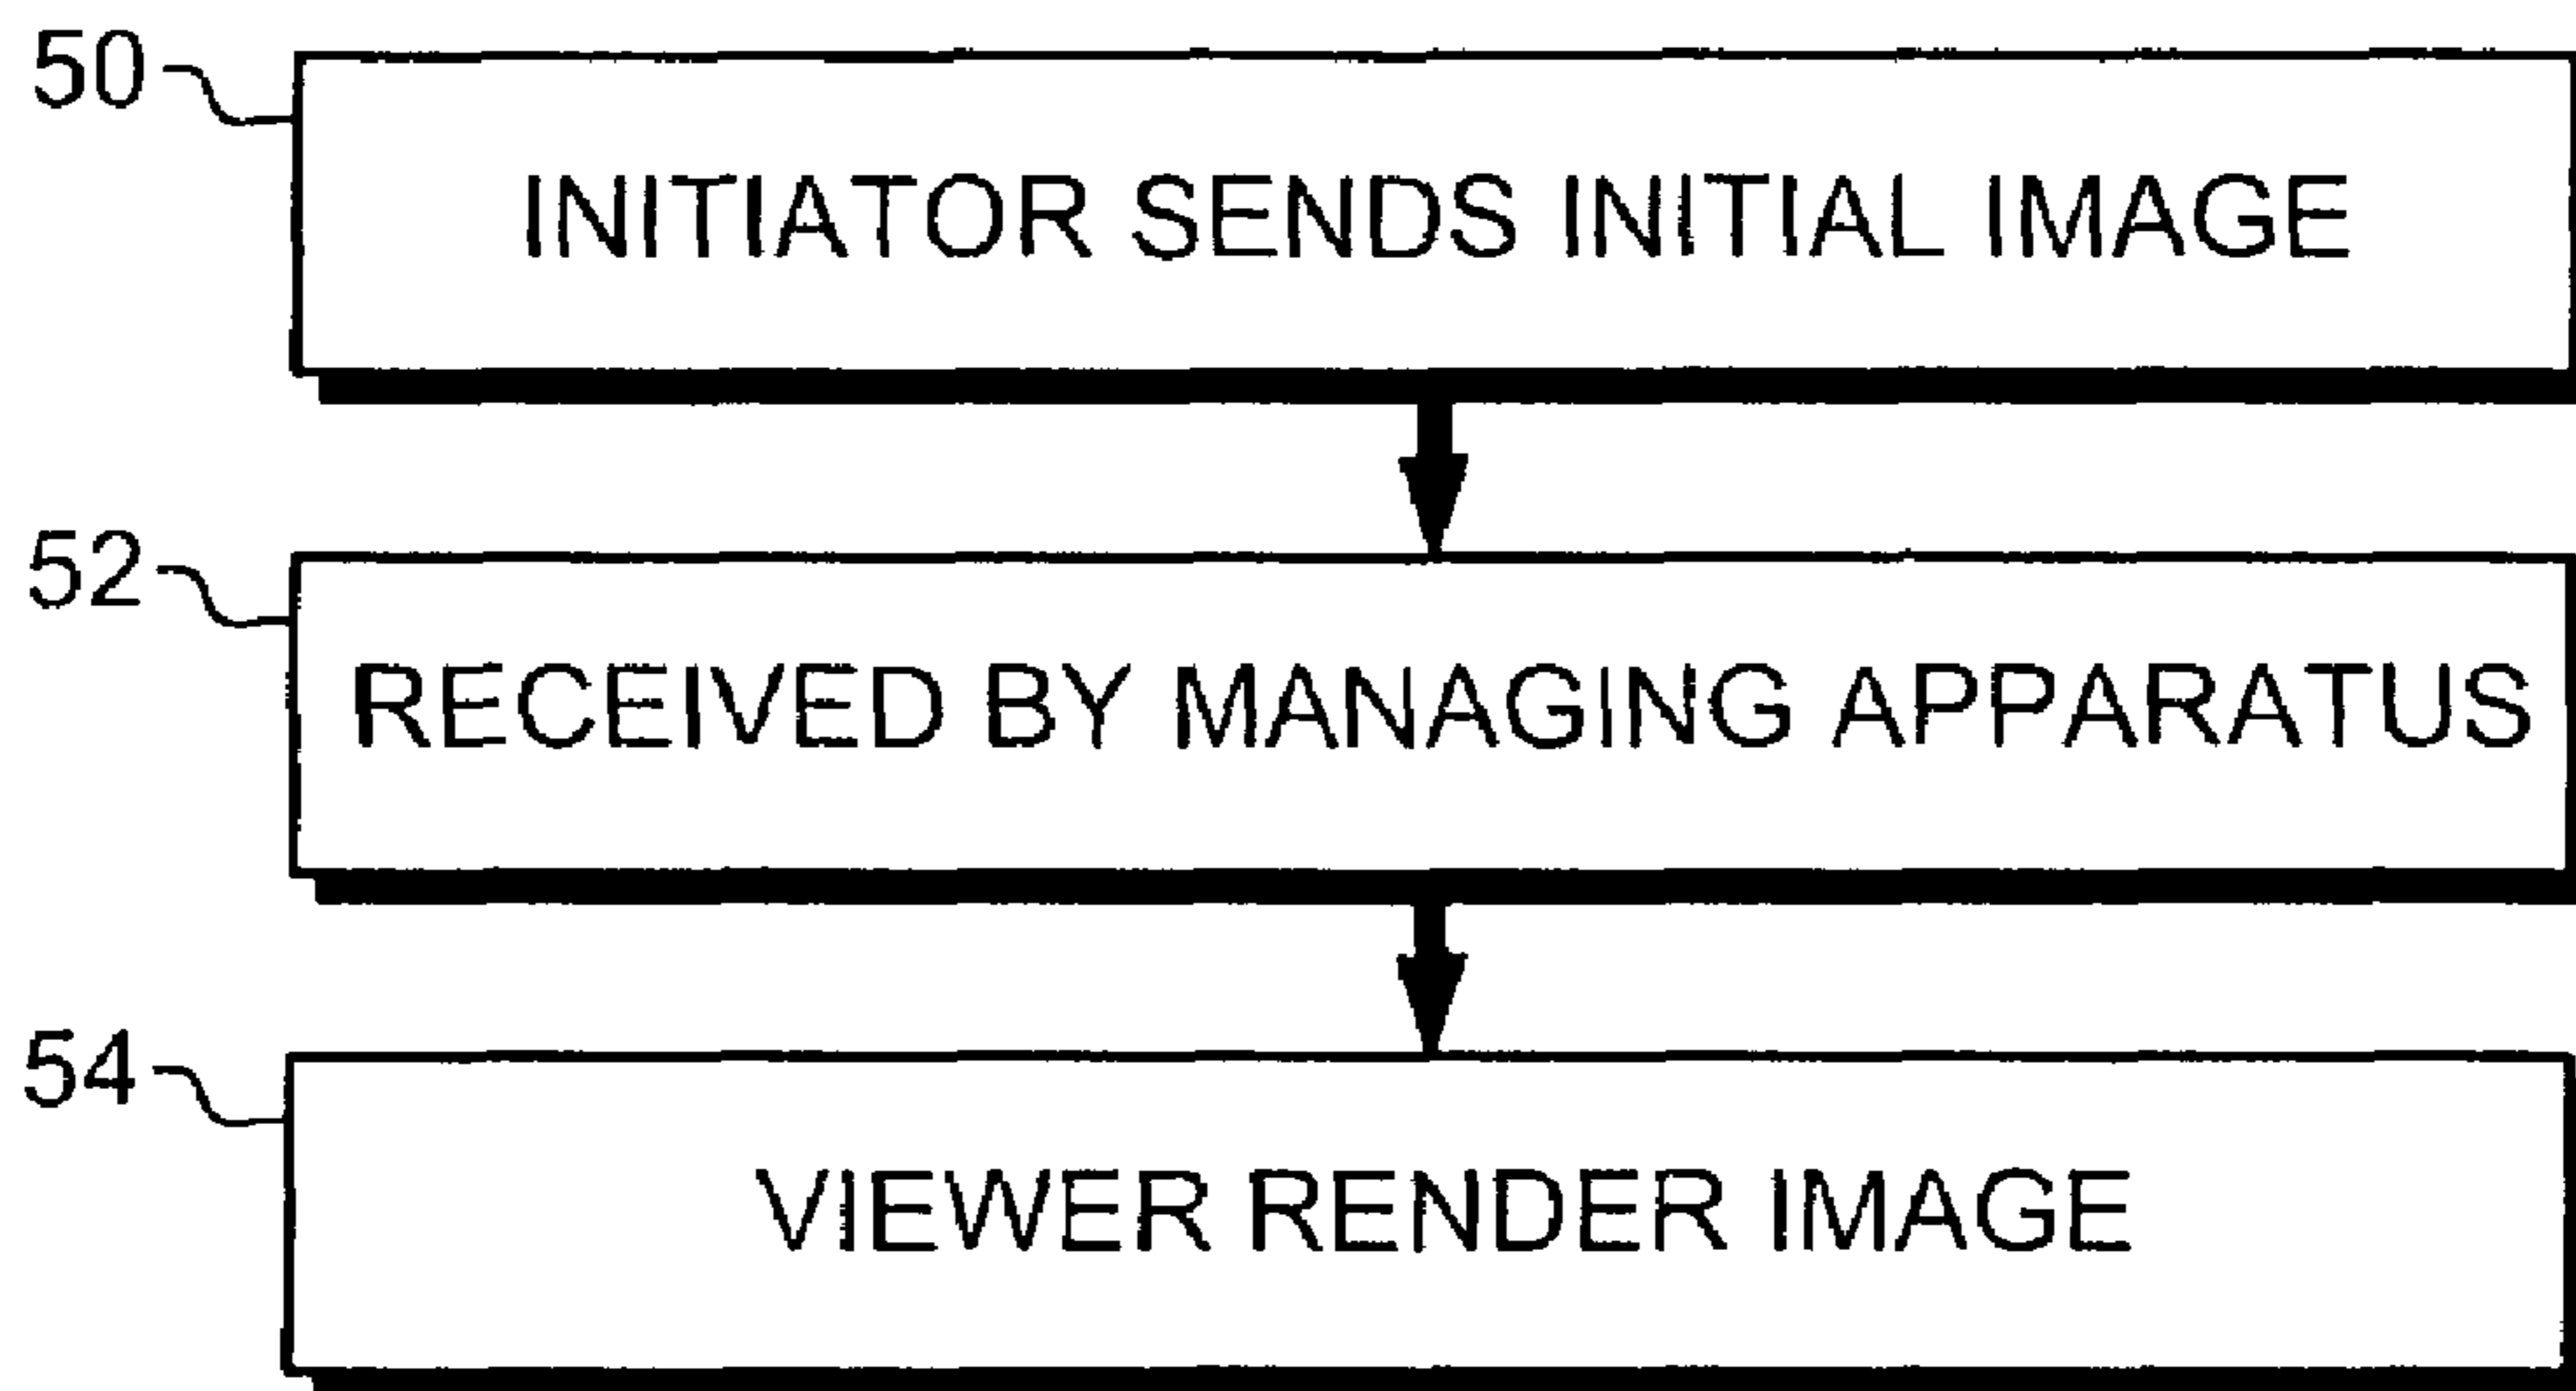 50
INITIATOR SENDS INITIAL IMAGE
52
RECEIVED BY MANAGING APPARATUS
54
VIEWER RENDER IMAGE